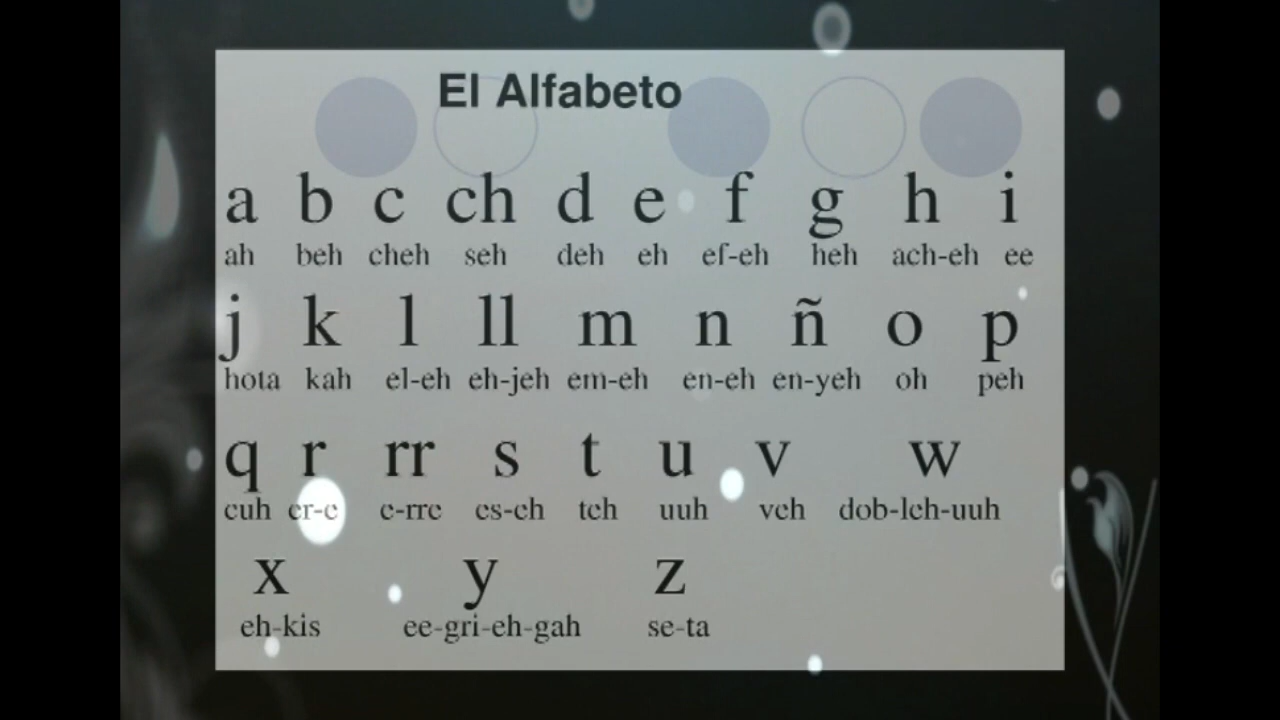 El Alfabeto
a b c ch d e f g h i
ah beh cheh seh deh eh ef-eh heh ach-eh ee
j k l ll m n ñ o p
hota kah el-eh eh-jeh em-eh en-eh en-yeh oh peh
q r rr s t u v w
cuh er-e e-rre es-eh teh uuh veh dob-leh-uuh
x y z
eh-kis ee-gri-eh-gah se-ta